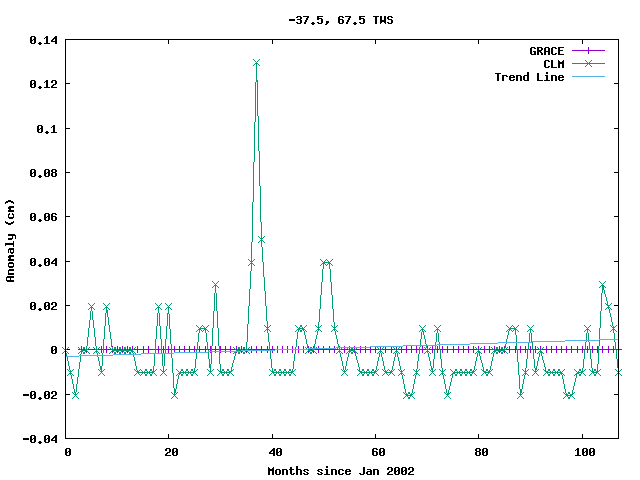 -37.5, 67.5 TWS
GRACE
CLM
Trend Line
0.14
0.12
0.1
0.08
0.06
0.04
0.02
0
-0.02
-0.04
Anomaly (cm)
0 20 40 60 80 100
Months since Jan 2002